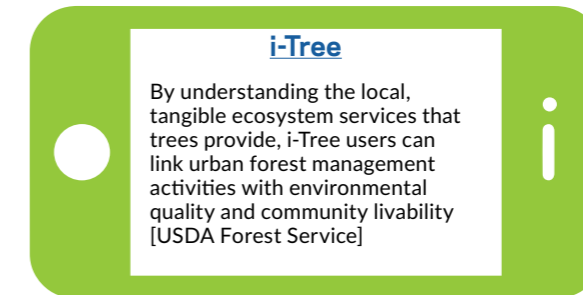 i-Tree
By understanding the local,
tangible ecosystem services that
trees provide, i-Tree users can
link urban forest management
activities with environmental
quality and community livability
[USDA Forest Service]